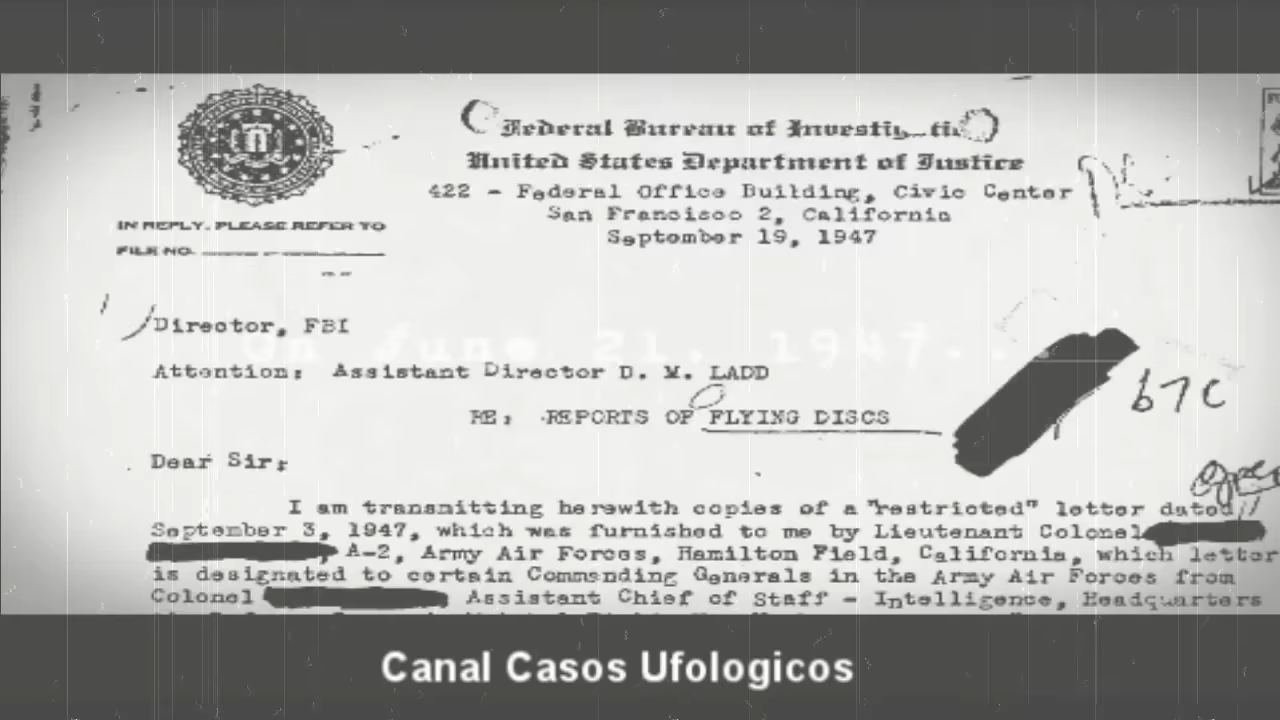 Federal Bureau of
United States Department of Justice
422 - Federal Office Building, Civic Center
San Francisco 2, California
September 19, 1947
IN REPLY, PLEASE REFER TO
FILE NO.
Director, FBI
On June 21, 1947...
Attention: Assistant Director D. M. LADD
b7C
RE: REPORTS OF FLYING DISCS
Dear Sir:
I am transmitting herewith copies of a "restricted" letter dated
September 3, 1947, which was furnished to me by Lieutenant Colonel
A-2, Army Air Forces, Hamilton Field, California, which letter
is designated to certain Commanding Generals in the Army Air Forces from
Colonel Assistant Chief of Staff - Intelligence, Headquarters
Canal Casos Ufologicos